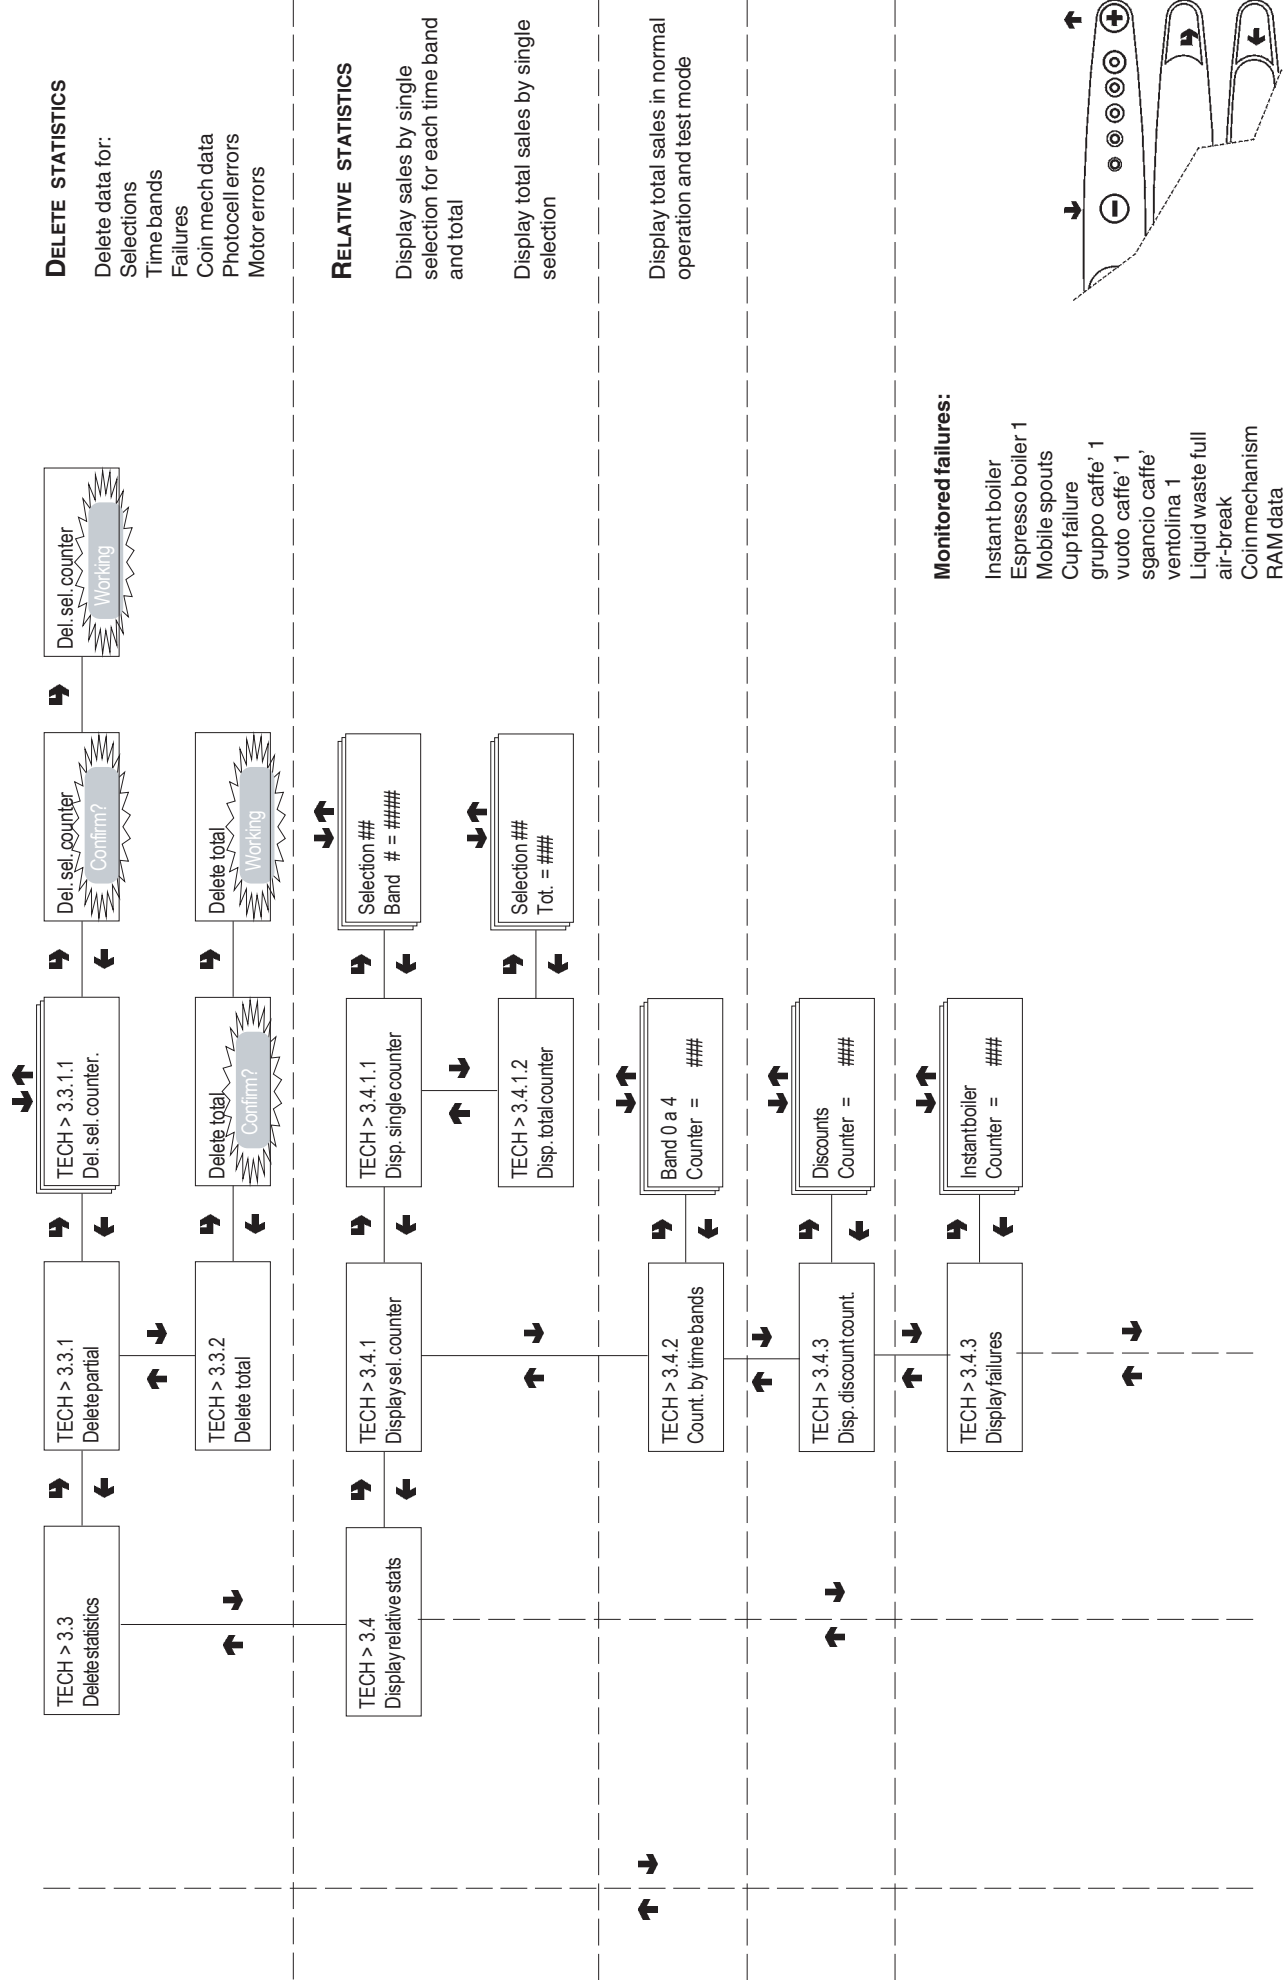 TECH > 3.3
Delete statistics
TECH > 3.3.1
Delete partial
TECH > 3.3.1.1
Del. sel. counter.
Del. sel. counter
Confirm?
Del. sel. counter
Working
DELETE STATISTICS
Delete data for:
Selections
Time bands
Failures
Coin mech data
Photocell errors
Motor errors
TECH > 3.3.2
Delete total
Delete total
Confirm?
Delete total
Working
TECH > 3.4
Display relative stats
TECH > 3.4.1
Display sel. counter
TECH > 3.4.1.1
Disp. single counter
Selection ##
Band # = ####
RELATIVE STATISTICS
Display sales by single
selection for each time band
and total
TECH > 3.4.1.2
Disp. total counter
Selection ##
Tot. = ###
Display total sales by single
selection
TECH > 3.4.2
Count. by time bands
Band 0 a 4
Counter = ###
Display total sales in normal
operation and test mode
TECH > 3.4.3
Disp. discount count.
Discounts
Counter = ###
TECH > 3.4.3
Display failures
Instant boiler
Counter = ###
Monitored failures:
Instant boiler
Espresso boiler 1
Mobile spouts
Cup failure
gruppo caffe' 1
vuoto caffe' 1
sgancio caffe'
ventolina 1
Liquid waste full
air-break
Coin mechanism
RAM data